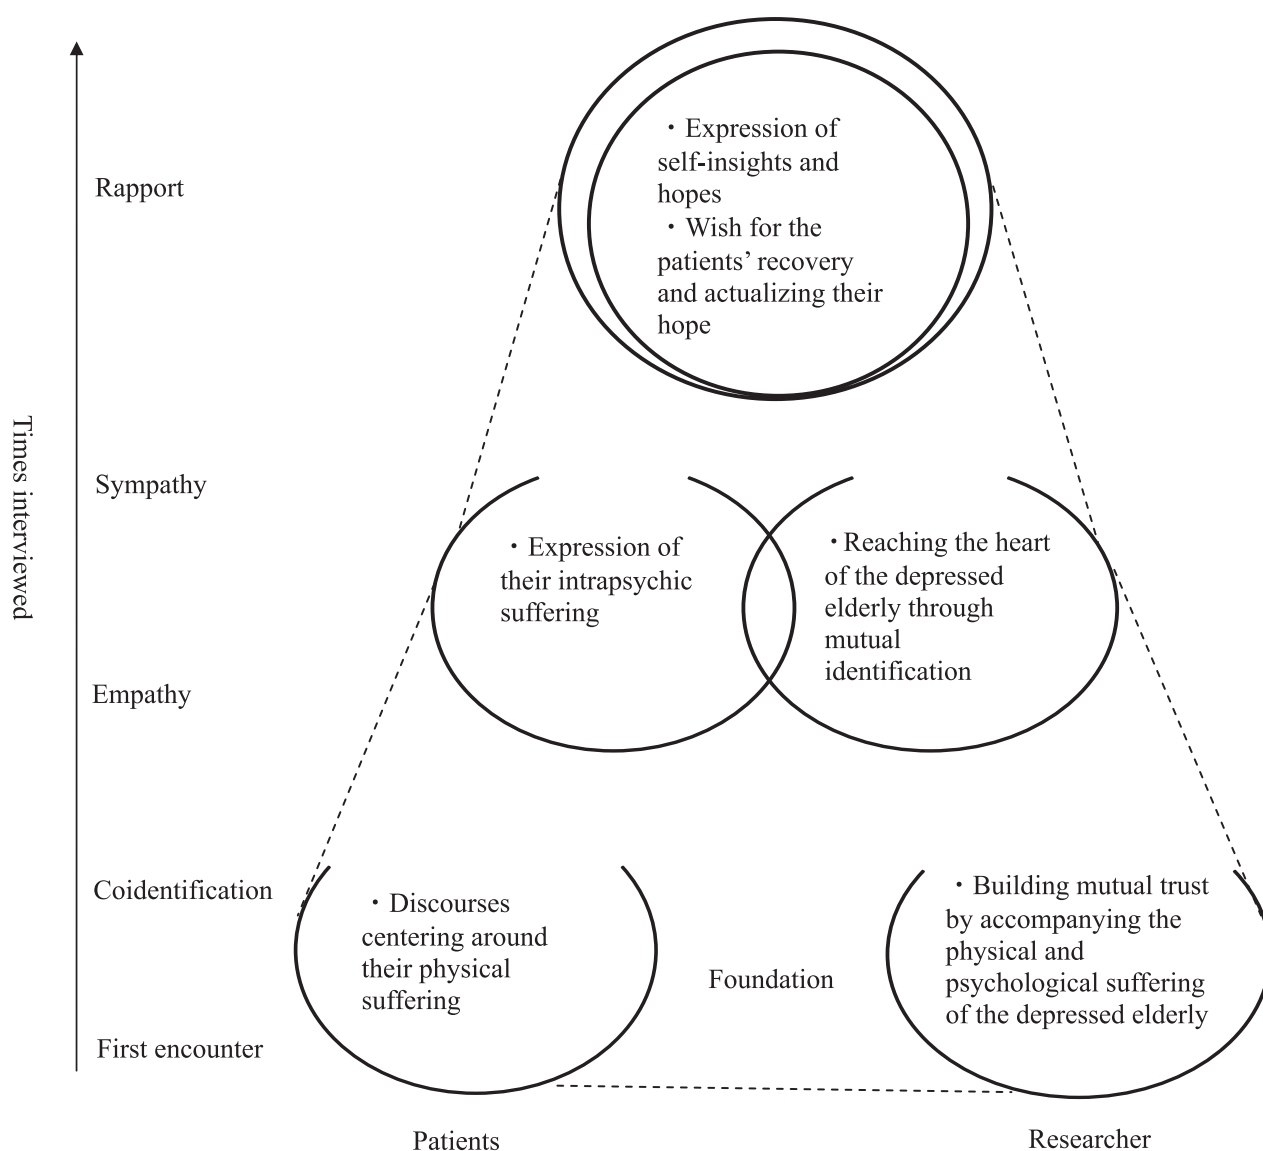 Rapport
・Expression of
self-insights and
hopes
・Wish for the
patients’ recovery
and actualizing their
hope
Times interviewed
Sympathy
・Expression of
their intrapsychic
suffering
・Reaching the heart
of the depressed
elderly through
mutual
identification
Empathy
Coidentification
・Discourses
centering around
their physical
suffering
Foundation
・Building mutual trust
by accompanying the
physical and
psychological suffering
of the depressed elderly
First encounter
Patients
Researcher